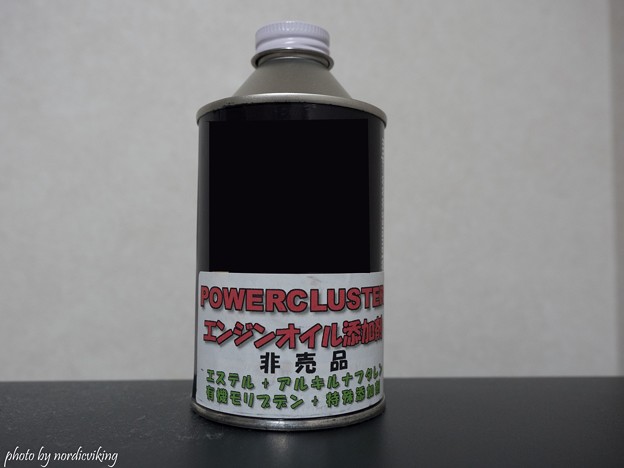 POWERCLUSTER
エンジンオイル添加剤
非売品
エステル+アルキルナフタレン
有機モリブデン+特殊添加剤
photo by nordicviking